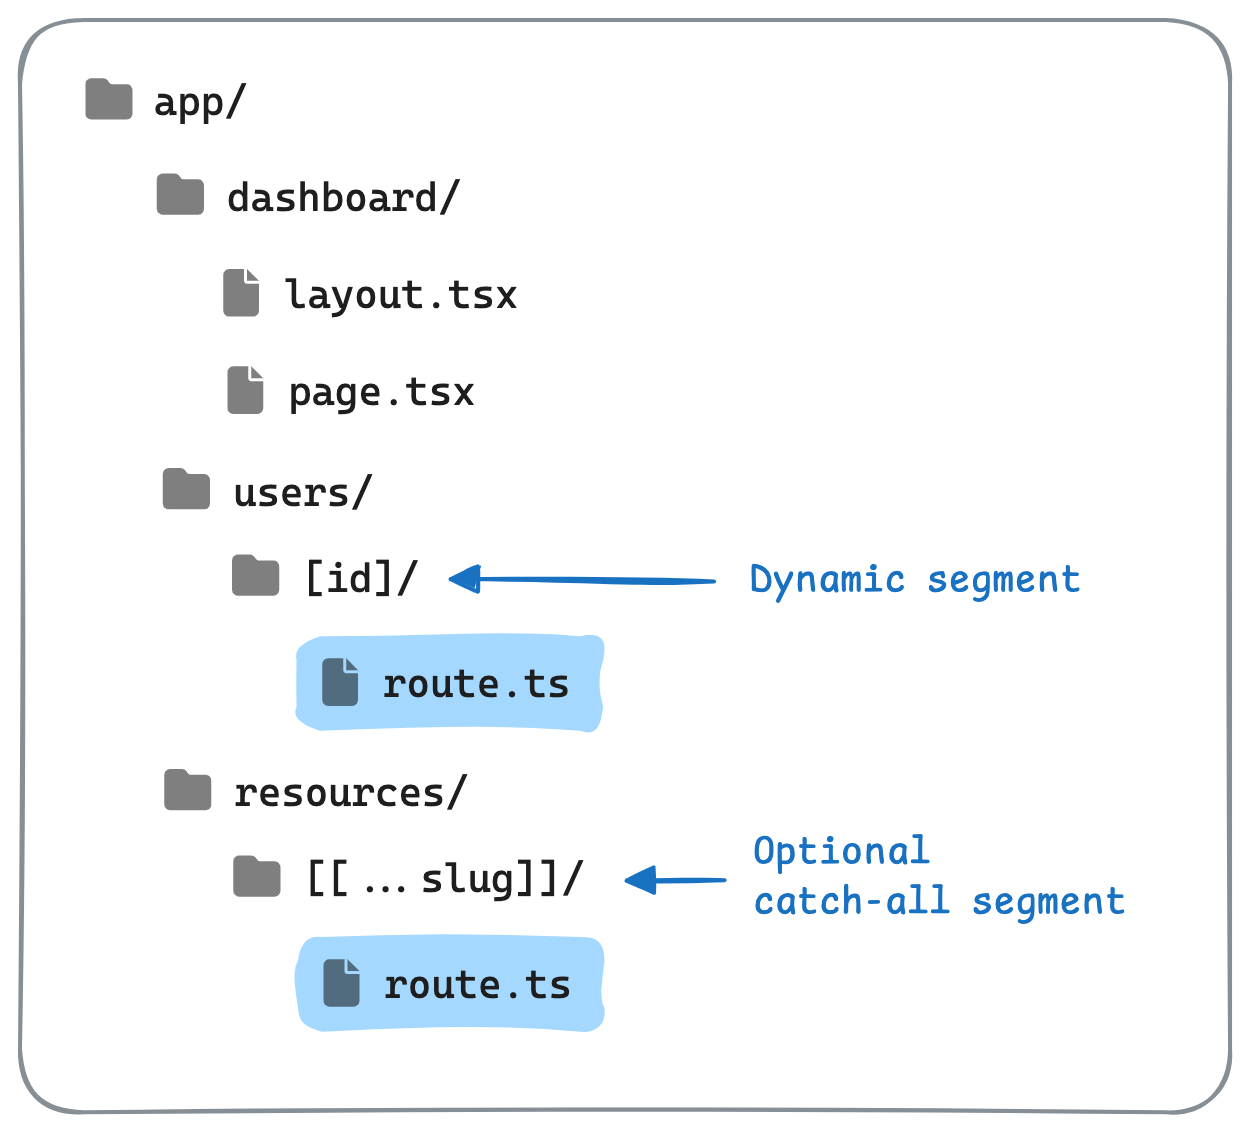 app/
dashboard/
layout.tsx
page.tsx
users/
[id]/
Dynamic segment
route.ts
resources/
[[...slug]]/
Optional
catch-all segment
route.ts